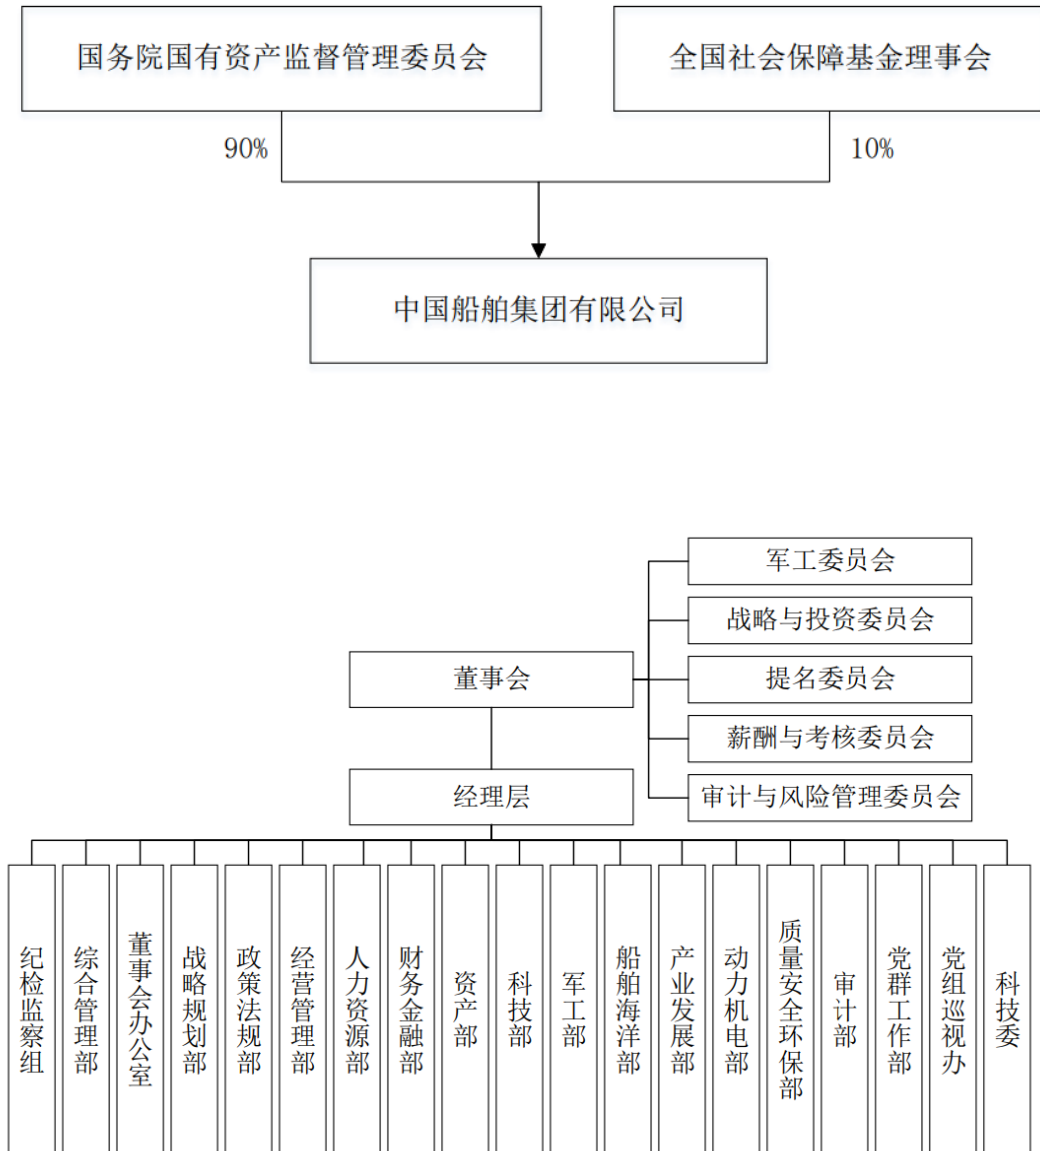 国务院国有资产监督管理委员会
全国社会保障基金理事会
90%
10%
中国船舶集团有限公司
军工委员会
战略与投资委员会
董事会
提名委员会
薪酬与考核委员会
经理层
审计与风险管理委员会
纪检监察组
综合管理部
董事会办公室
战略规划部
政策法规部
经营管理部
人力资源部
财务金融部
资产部
科技部
军工部
船舶海洋部
产业发展部
动力机电部
质量安全环保部
审计部
党群工作部
党组巡视办
科技委